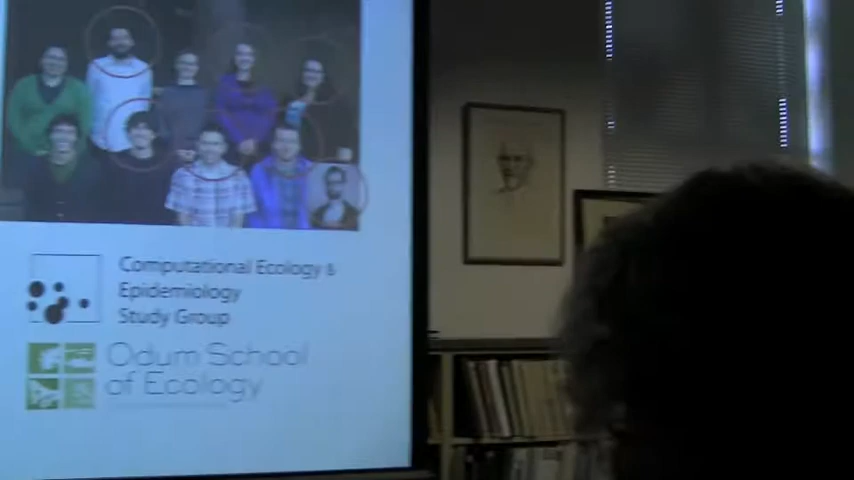 Computational Ecology &
Epidemiology
Study Group
Odum School
of Ecology